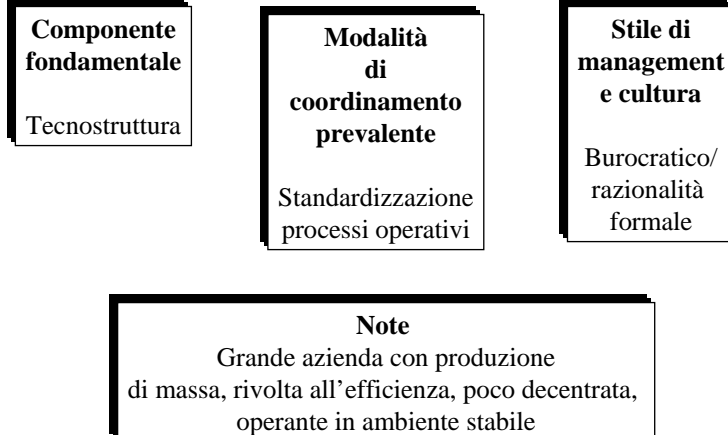 Componente
fondamentale
Tecnostruttura
Modalità
di
coordinamento
prevalente
Standardizzazione
processi operativi
Stile di
management
e cultura
Burocratico/
razionalità
formale
Note
Grande azienda con produzione
di massa, rivolta all’efficienza, poco decentrata,
operante in ambiente stabile